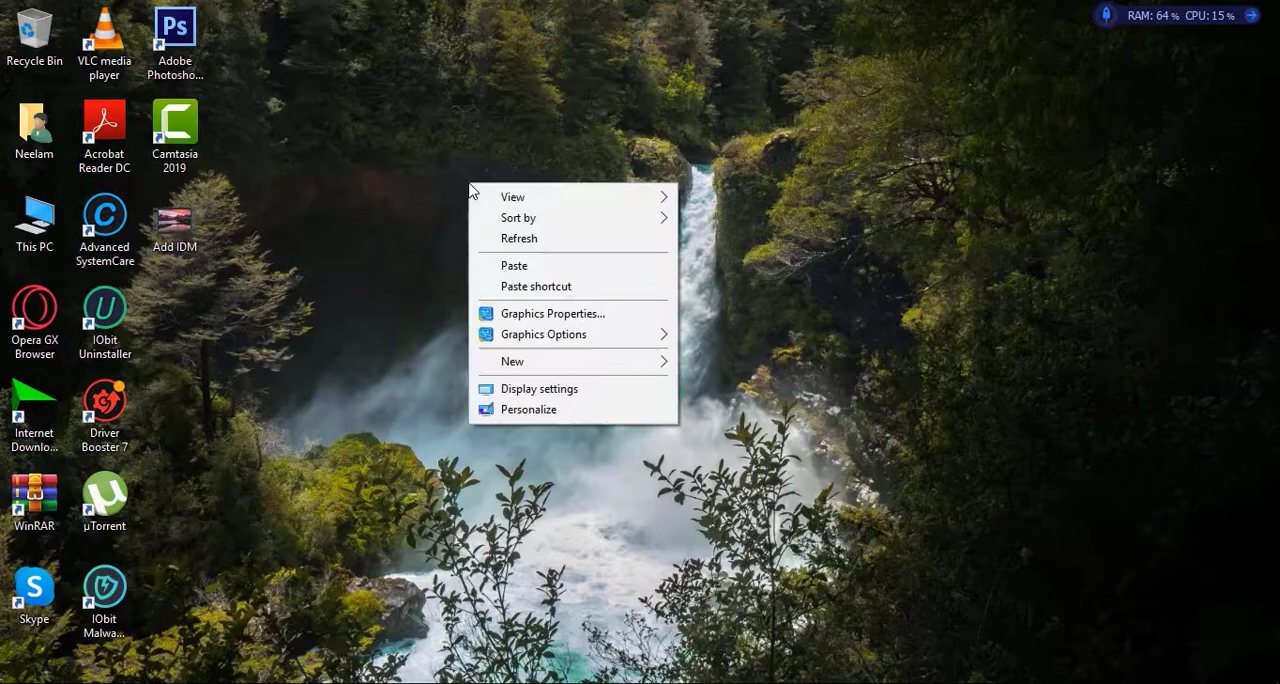 Recycle Bin
VLC media
player
Adobe
Photosho...
Ps
Neelam
Acrobat
Reader DC
Camtasia
2019
This PC
Advanced
SystemCare
Add IDM
Opera GX
Browser
IObit
Uninstaller
Internet
Downlo...
Driver
Booster 7
WinRAR
µTorrent
Skype
IObit
Malwa...
View
Sort by
Refresh
Paste
Paste shortcut
Graphics Properties...
Graphics Options
New
Display settings
Personalize
RAM: 64% CPU: 15%